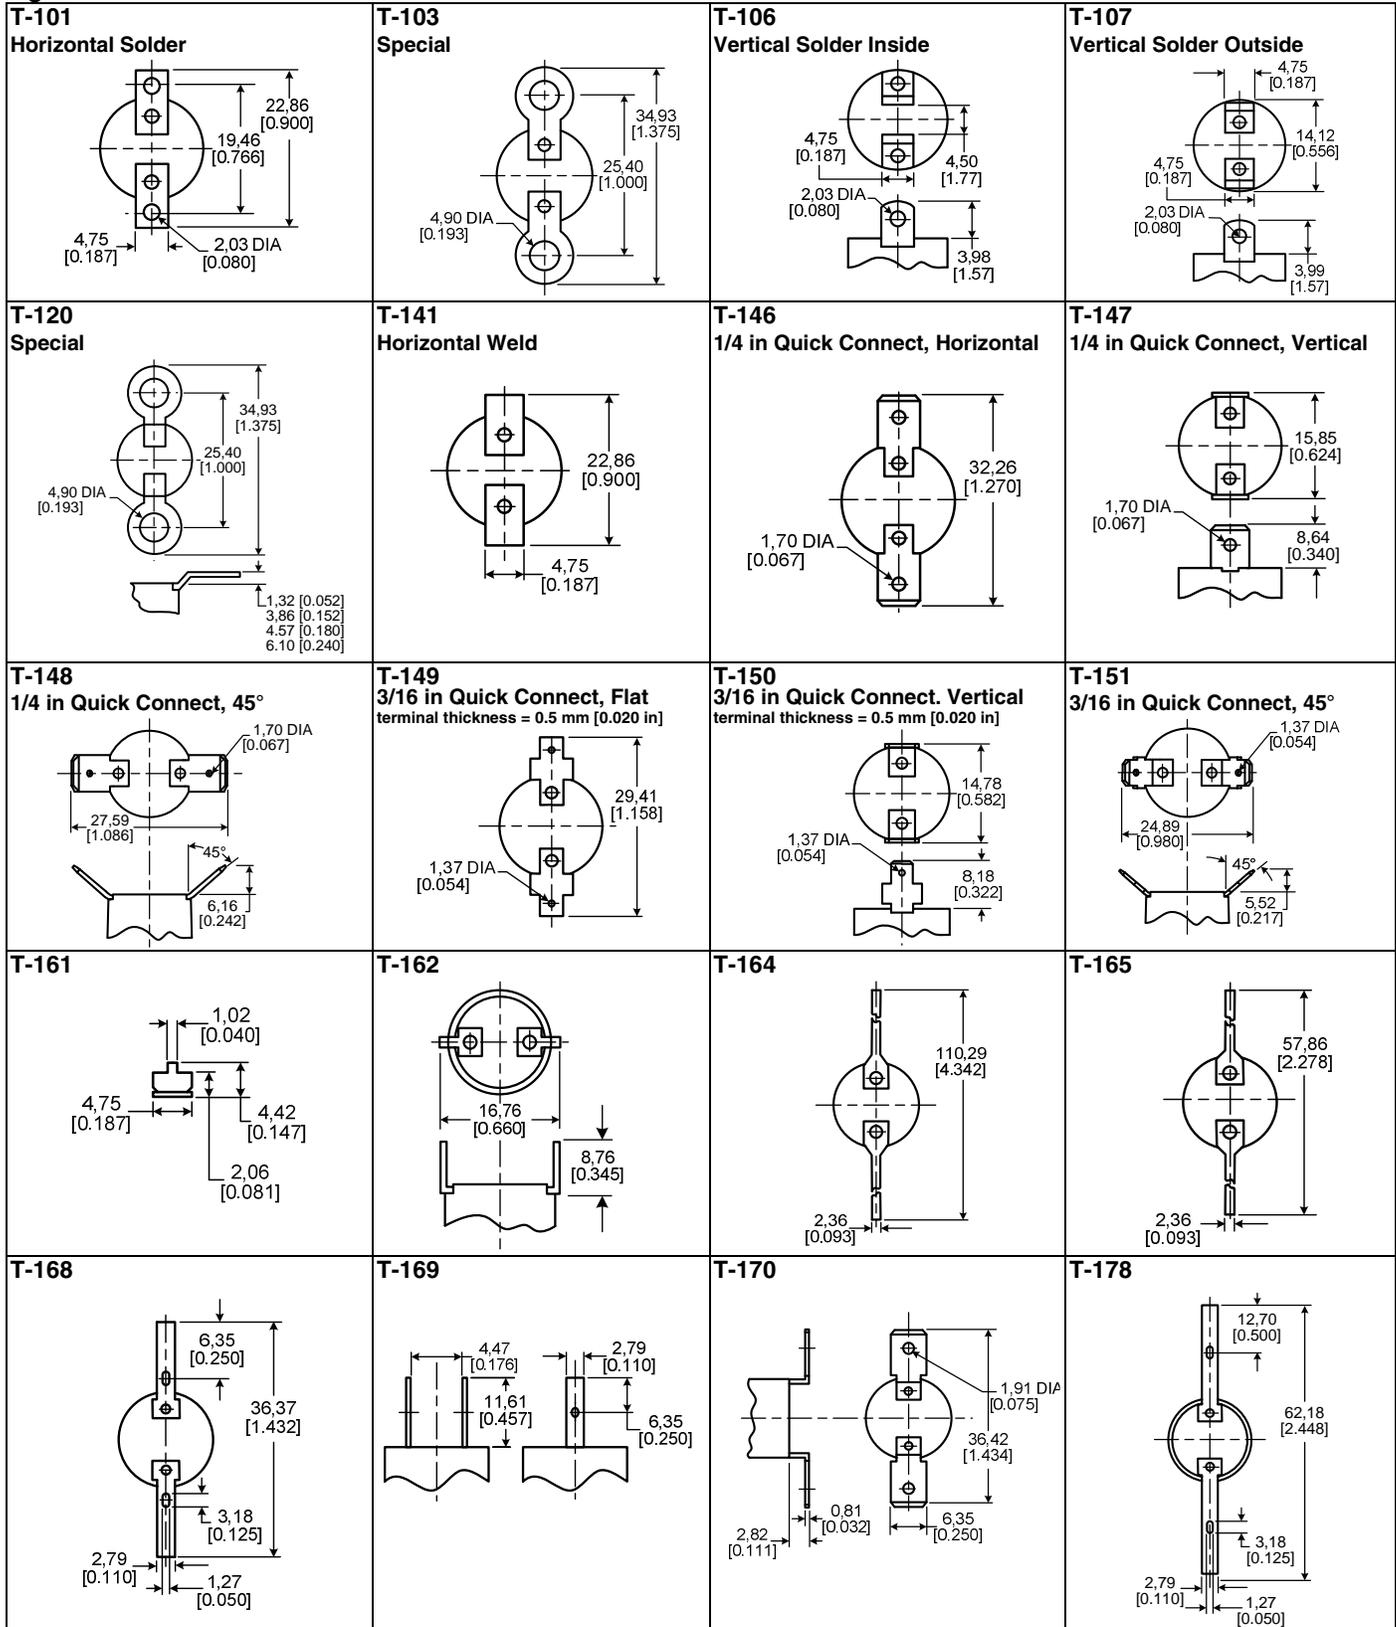 T-101
Horizontal Solder
22,86
[0.900]
19,46
[0.766]
4,75
[0.187]
2,03 DIA
[0.080]
T-103
Special
34,93
[1.375]
25,40
[1.000]
4,90 DIA
[0.193]
T-106
Vertical Solder Inside
4,75
[0.187]
4,50
[1.77]
2,03 DIA
[0.080]
3,98
[1.57]
T-107
Vertical Solder Outside
4,75
[0.187]
14,12
[0.556]
4,75
[0.187]
2,03 DIA
[0.080]
3,99
[1.57]
T-120
Special
34,93
[1.375]
25,40
[1.000]
4,90 DIA
[0.193]
1,32 [0.052]
3,86 [0.152]
4.57 [0.180]
6.10 [0.240]
T-141
Horizontal Weld
22,86
[0.900]
4,75
[0.187]
T-146
1/4 in Quick Connect, Horizontal
32,26
[1.270]
1,70 DIA
[0.067]
T-147
1/4 in Quick Connect, Vertical
15,85
[0.624]
1,70 DIA
[0.067]
8,64
[0.340]
T-148
1/4 in Quick Connect, 45°
1,70 DIA
[0.067]
27,59
[1.086]
45°
6,16
[0.242]
T-149
3/16 in Quick Connect, Flat
terminal thickness = 0.5 mm [0.020 in]
29,41
[1.158]
1,37 DIA
[0.054]
T-150
3/16 in Quick Connect. Vertical
terminal thickness = 0.5 mm [0.020 in]
14,78
[0.582]
1,37 DIA
[0.054]
8,18
[0.322]
T-151
3/16 in Quick Connect, 45°
1,37 DIA
[0.054]
24,89
[0.980]
45°
5,52
[0.217]
T-161
1,02
[0.040]
4,75
[0.187]
4,42
[0.147]
2,06
[0.081]
T-162
16,76
[0.660]
8,76
[0.345]
T-164
110,29
[4.342]
2,36
[0.093]
T-165
57,86
[2.278]
2,36
[0.093]
T-168
6,35
[0.250]
36,37
[1.432]
3,18
[0.125]
2,79
[0.110]
1,27
[0.050]
T-169
4,47
[0.176]
2,79
[0.110]
11,61
[0.457]
6,35
[0.250]
T-170
1,91 DIA
[0.075]
36,42
[1.434]
0,81
[0.032]
6,35
[0.250]
2,82
[0.111]
T-178
12,70
[0.500]
62,18
[2.448]
3,18
[0.125]
2,79
[0.110]
1,27
[0.050]